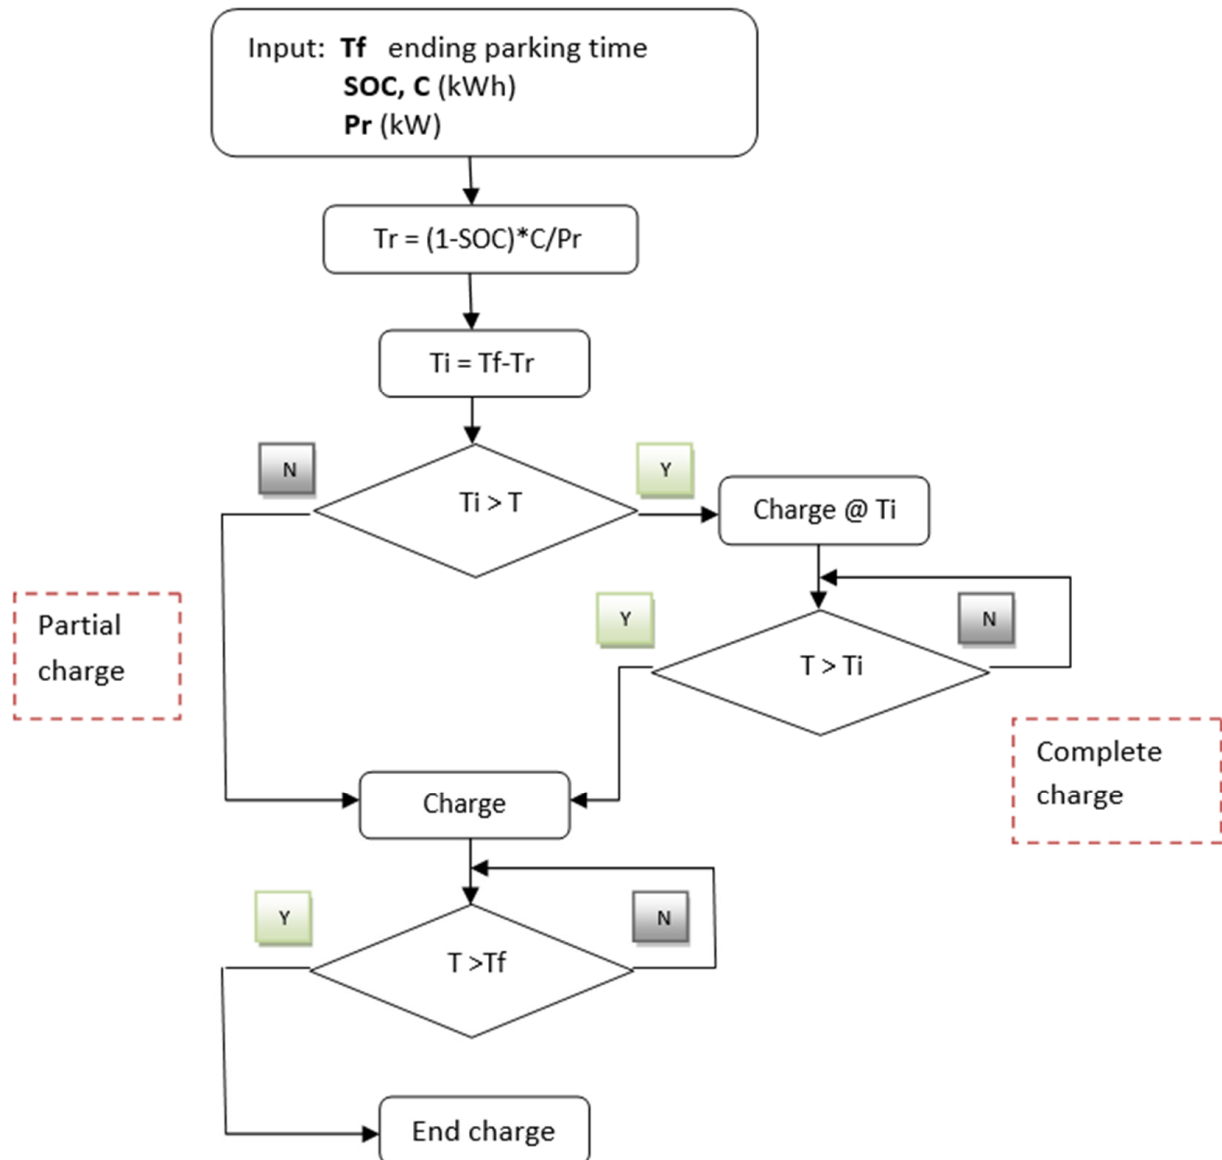 Input: Tf ending parking time
SOC, C (kWh)
Pr (kW)
Tr = (1-SOC)*C/Pr
Ti = Tf-Tr
N
Y
Ti > T
Charge @ Ti
Partial
charge
Y
N
T > Ti
Complete
charge
Charge
Y
N
T >Tf
End charge